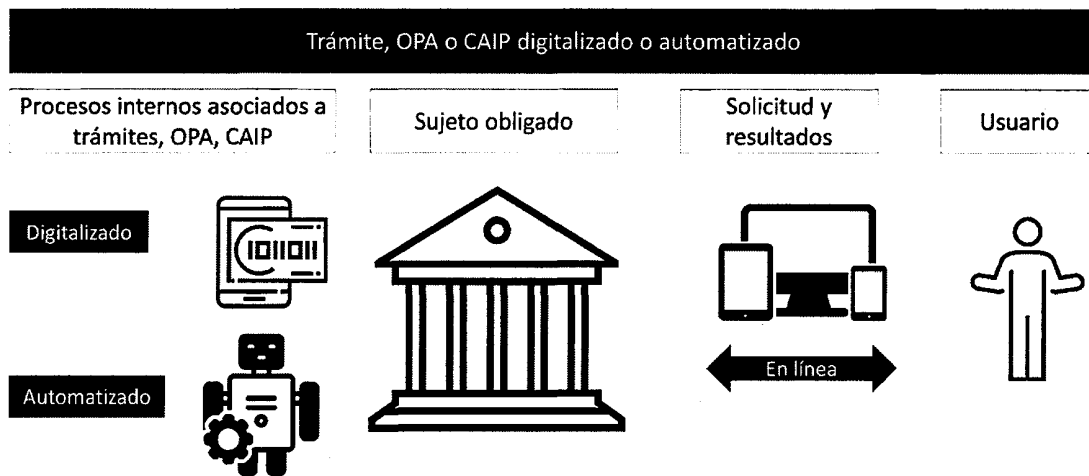 Trámite, OPA o CAIP digitalizado o automatizado
Procesos internos asociados a
trámites, OPA, CAIP
Sujeto obligado
Solicitud y
resultados
Usuario
Digitalizado
1011011
En línea
Automatizado